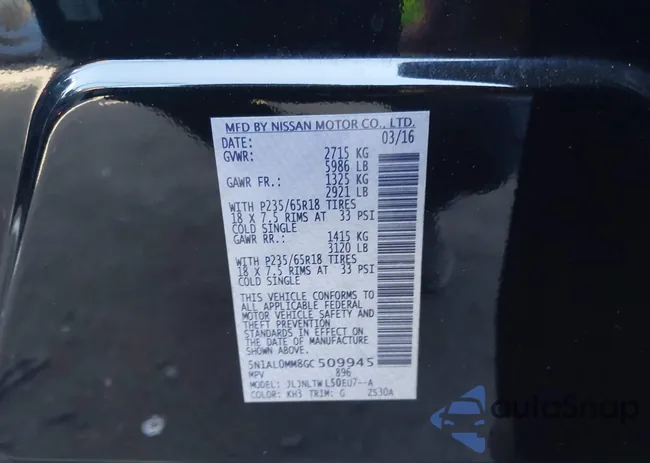 MFD BY NISSAN MOTOR CO., LTD.
DATE: 03/16
GVWR: 2715 KG
5986 LB
GAWR FR.: 1325 KG
2921 LB
WITH P235/65R18 TIRES
18 X 7.5 RIMS AT 33 PSI
COLD SINGLE
GAWR RR.: 1415 KG
3120 LB
WITH P235/65R18 TIRES
18 X 7.5 RIMS AT 33 PSI
COLD SINGLE
THIS VEHICLE CONFORMS TO
ALL APPLICABLE FEDERAL
MOTOR VEHICLE SAFETY AND
THEFT PREVENTION
STANDARDS IN EFFECT ON
THE DATE OF MANUFACTURE
SHOWN ABOVE.
5N1AL0MM8GC509945
MPV 896
MODEL: JLJNLTWL50EU7--A
COLOR: KH3 TRIM: G ZS30A
autoSnap